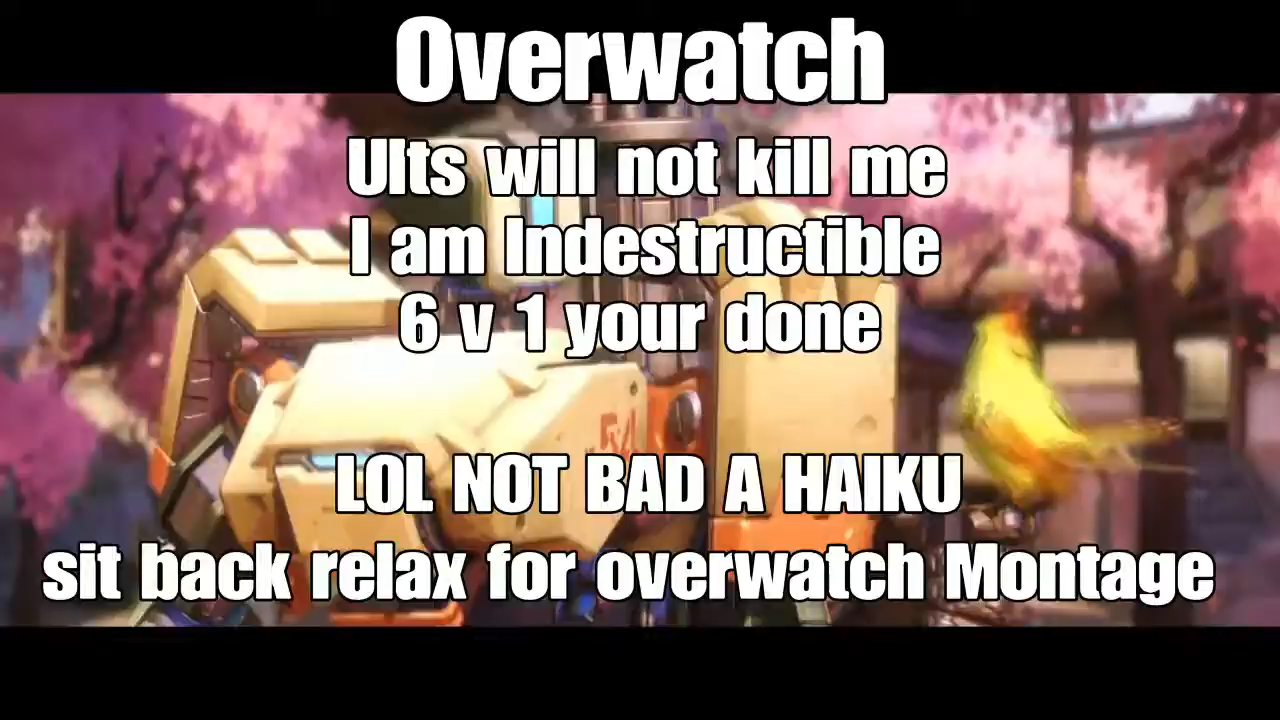 Overwatch
Ults will not kill me
I am Indestructible
6 v 1 your done
LOL NOT BAD A HAIKU
sit back relax for overwatch Montage